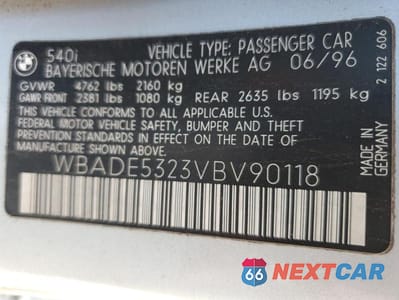 540i VEHICLE TYPE: PASSENGER CAR
BAYERISCHE MOTOREN WERKE AG 06/96
GVWR 4762 lbs 2160 kg
GAWR FRONT 2381 lbs 1080 kg REAR 2635 lbs 1195 kg
THIS VEHICLE CONFORMS TO ALL APPLICABLE
FEDERAL MOTOR VEHICLE SAFETY, BUMPER AND
THEFT PREVENTION STANDARDS IN EFFECT ON
THE DATE OF MANUFACTURE SHOWN ABOVE.
WBADE5323VBV90118
MADE IN GERMANY
2 122 606
66 NEXTCAR